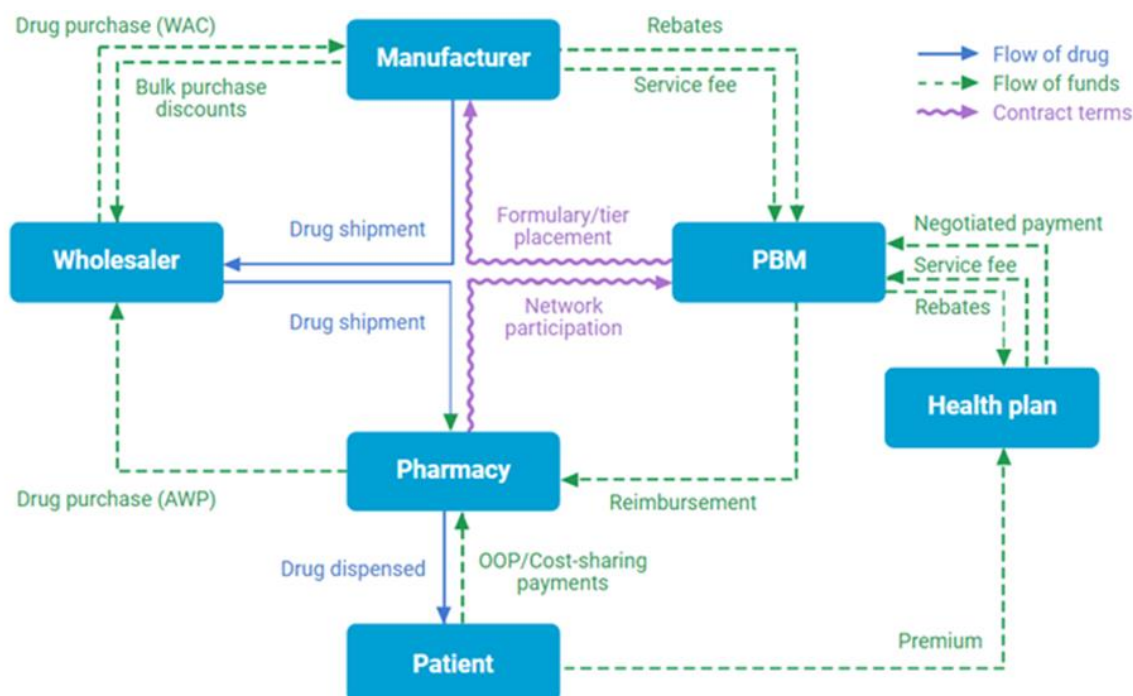 Drug purchase (WAC)
Manufacturer
Rebates
Flow of drug
Bulk purchase
discounts
Service fee
Flow of funds
Contract terms
Drug shipment
Formulary/tier
placement
Negotiated payment
Wholesaler
PBM
Service fee
Drug shipment
Network
participation
Rebates
Health plan
Pharmacy
Drug purchase (AWP)
Reimbursement
Drug dispensed
OOP/Cost-sharing
payments
Premium
Patient